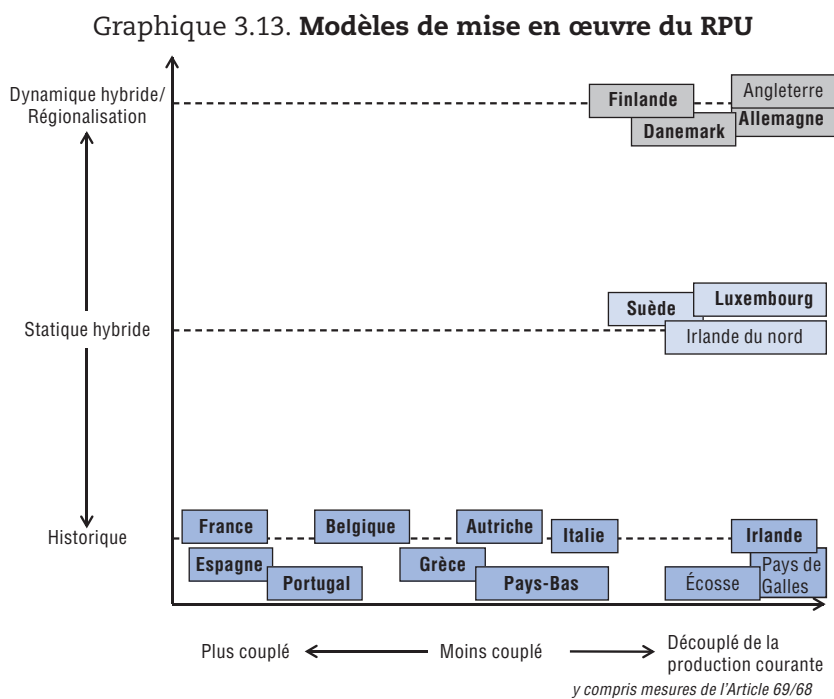 Graphique 3.13. Modèles de mise en œuvre du RPU
Dynamique hybride/
Régionalisation
Finlande
Angleterre
Danemark
Allemagne
Statique hybride
Suède
Luxembourg
Irlande du nord
Historique
France
Belgique
Autriche
Italie
Irlande
Espagne
Portugal
Grèce
Pays-Bas
Écosse
Pays de
Galles
Plus couplé
Moins couplé
Découplé de la
production courante
y compris mesures de l'Article 69/68